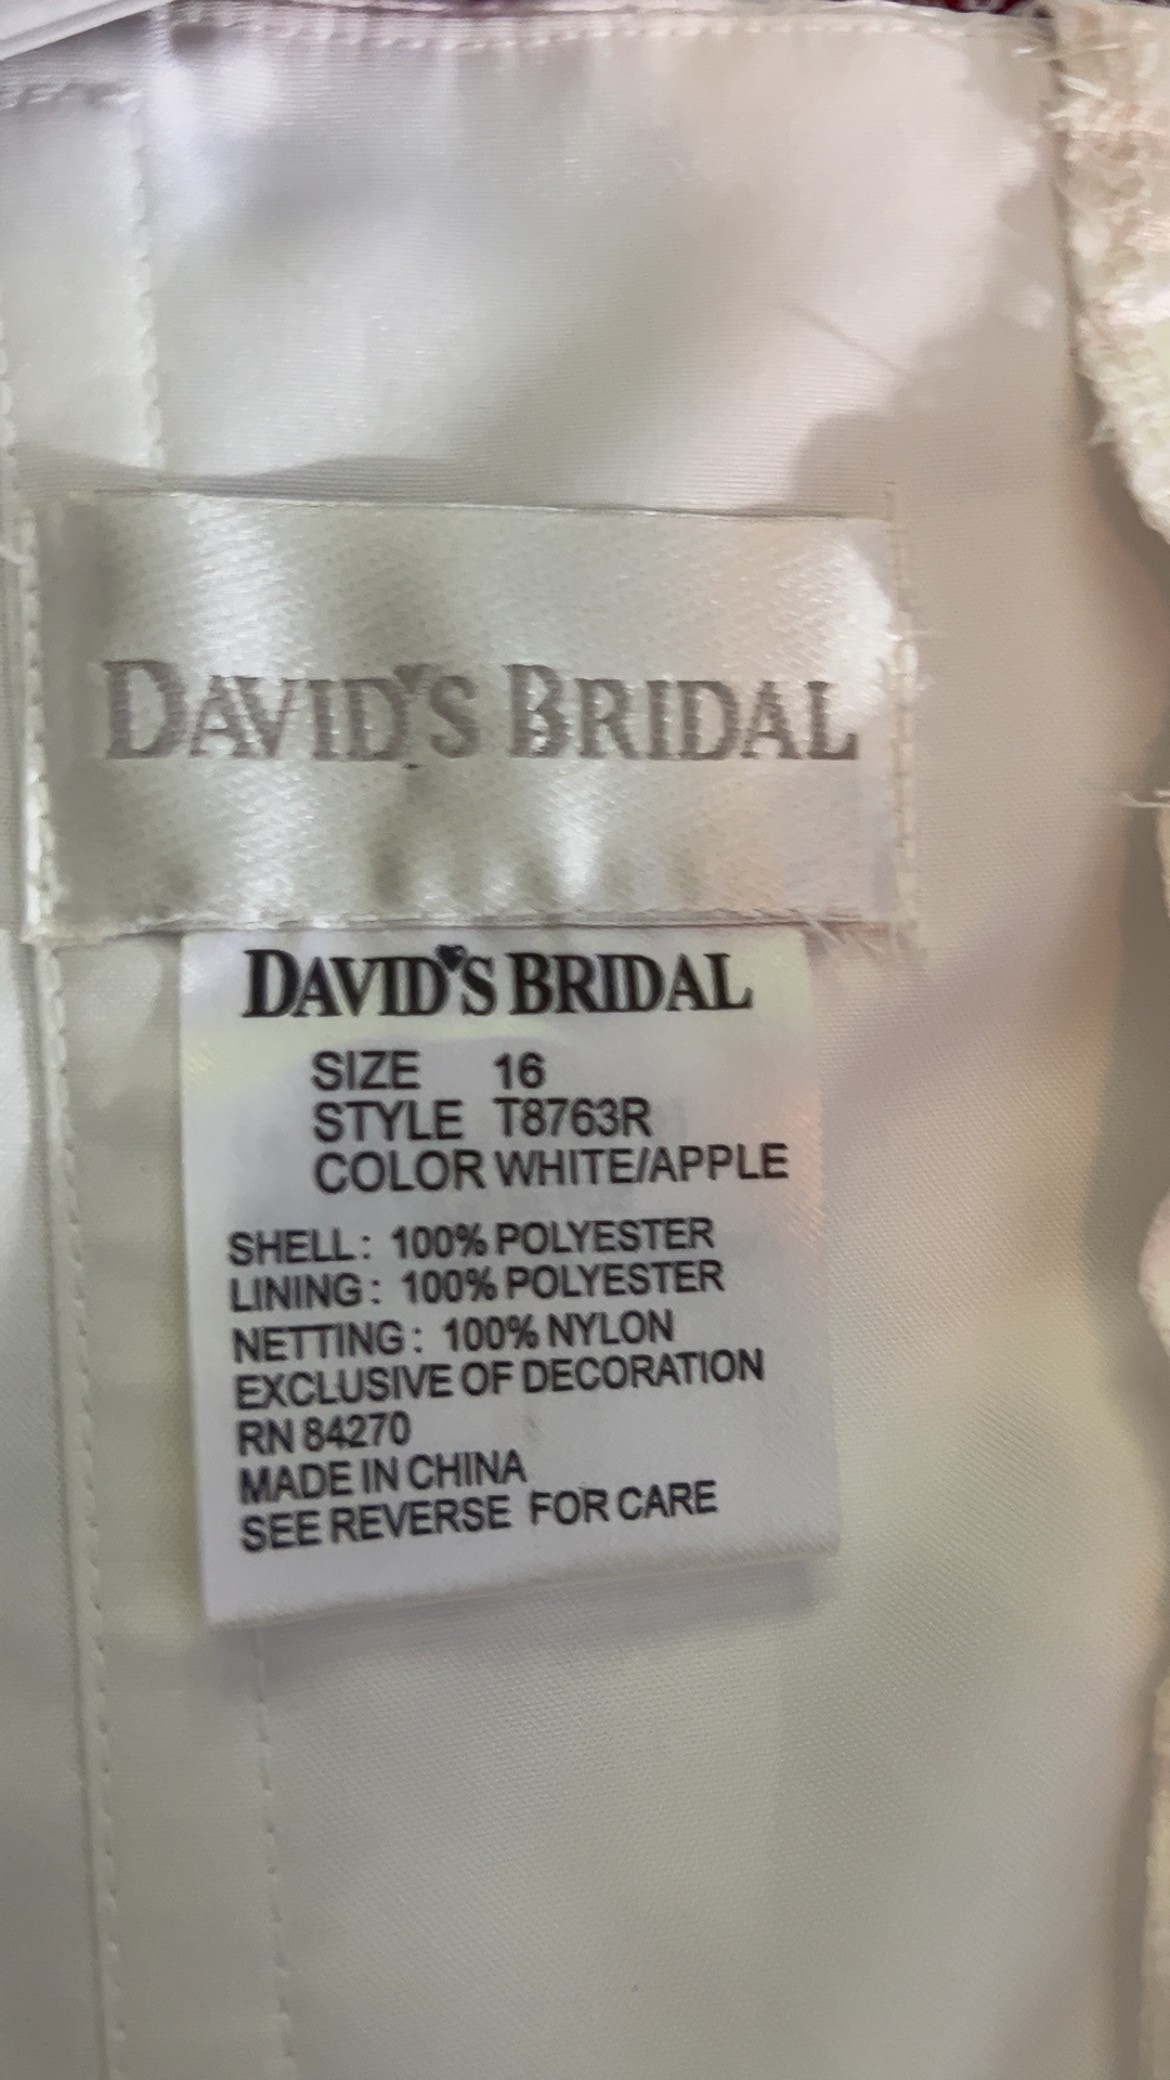 DAVID'S BRIDAL
DAVID'S BRIDAL
SIZE 16
STYLE T8763R
COLOR WHITE/APPLE
SHELL: 100% POLYESTER
LINING: 100% POLYESTER
NETTING: 100% NYLON
EXCLUSIVE OF DECORATION
RN 84270
MADE IN CHINA
SEE REVERSE FOR CARE